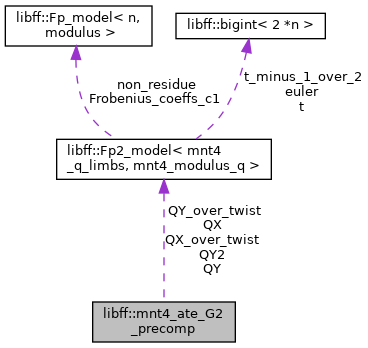 libff::Fp_model< n,
modulus >
libff::bigint< 2 *n >
non_residue
Frobenius_coeffs_c1
t_minus_1_over_2
euler
t
libff::Fp2_model< mnt4
_q_limbs, mnt4_modulus_q >
QY_over_twist
QX
QX_over_twist
QY2
QY
libff::mnt4_ate_G2
_precomp